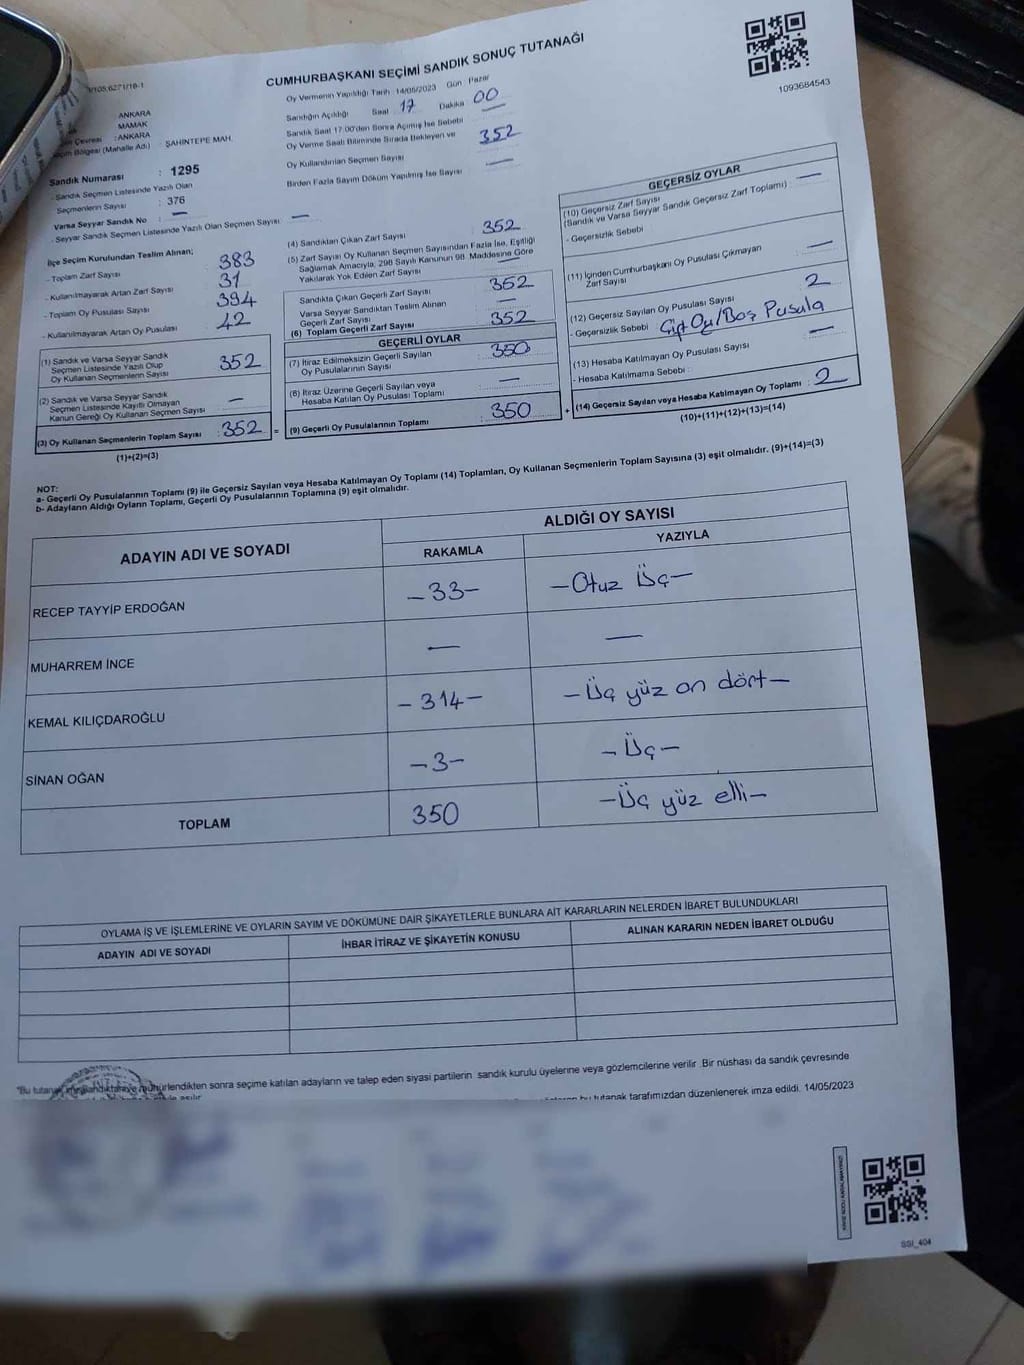 CUMHURBAŞKANI SEÇİMİ SANDIK SONUÇ TUTANAĞI
1093684543
ANKARA
MAMAK
Çevresi : ANKARA
Bölgesi (Mahalle Adı) : ŞAHİNTEPE MAH.
Sandık Numarası : 1295
- Sandık Seçmen Listesinde Yazılı Olan
Seçmenlerin Sayısı : 376
Varsa Seyyar Sandık No : —
- Seyyar Sandık Seçmen Listesinde Yazılı Olan Seçmen Sayısı : —
Oy Vermenin Yapıldığı Tarih : 14/05/2023 Gün : Pazar
Sandığın Açıldığı Saat 17 Dakika 00
Sandık Saat 17.00'den Sonra Açılmış İse Sebebi —
Oy Verme Saati Bitiminde Sırada Bekleyen ve
Oy Kullandırılan Seçmen Sayısı 352
Birden Fazla Sayım Döküm Yapılmış İse Sayısı —
İlçe Seçim Kurulundan Teslim Alınan;
- Toplam Zarf Sayısı : 383
- Kullanılmayarak Artan Zarf Sayısı : 31
- Toplam Oy Pusulası Sayısı : 394
- Kullanılmayarak Artan Oy Pusulası : 42
(1) Sandık ve Varsa Seyyar Sandık
Seçmen Listesinde Yazılı Olup
Oy Kullanan Seçmenlerin Sayısı : 352
(2) Sandık ve Varsa Seyyar Sandık
Seçmen Listesinde Kayıtlı Olmayan
Kanun Gereği Oy Kullanan Seçmen Sayısı : —
(3) Oy Kullanan Seçmenlerin Toplam Sayısı : 352 =
(1)+(2)=(3)
(4) Sandıktan Çıkan Zarf Sayısı : 352
(5) Zarf Sayısı Oy Kullanan Seçmen Sayısından Fazla İse, Eşitliği
Sağlamak Amacıyla, 298 Sayılı Kanunun 98. Maddesine Göre
Yakılarak Yok Edilen Zarf Sayısı : —
Sandıkta Çıkan Geçerli Zarf Sayısı : 352
Varsa Seyyar Sandıktan Teslim Alınan
Geçerli Zarf Sayısı : —
(6) Toplam Geçerli Zarf Sayısı : 352
GEÇERLİ OYLAR
(7) İtiraz Edilmeksizin Geçerli Sayılan
Oy Pusulalarının Sayısı : 350
(8) İtiraz Üzerine Geçerli Sayılan veya
Hesaba Katılan Oy Pusulası Toplamı : —
(9) Geçerli Oy Pusulalarının Toplamı : 350 +
GEÇERSİZ OYLAR
(10) Geçersiz Zarf Sayısı
(Sandık ve Varsa Seyyar Sandık Geçersiz Zarf Toplamı) : —
- Geçersizlik Sebebi
(11) İçinden Cumhurbaşkanı Oy Pusulası Çıkmayan
Zarf Sayısı : —
(12) Geçersiz Sayılan Oy Pusulası Sayısı : 2
- Geçersizlik Sebebi Çift Oy/Boş Pusula
(13) Hesaba Katılmayan Oy Pusulası Sayısı : —
- Hesaba Katılmama Sebebi :
(14) Geçersiz Sayılan veya Hesaba Katılmayan Oy Toplamı : 2
(10)+(11)+(12)+(13)=(14)
NOT:
a- Geçerli Oy Pusulalarının Toplamı (9) ile Geçersiz Sayılan veya Hesaba Katılmayan Oy Toplamı (14) Toplamları, Oy Kullanan Seçmenlerin Toplam Sayısına (3) eşit olmalıdır. (9)+(14)=(3)
b- Adayların Aldığı Oyların Toplamı, Geçerli Oy Pusulalarının Toplamına (9) eşit olmalıdır.
ADAYIN ADI VE SOYADI
ALDIĞI OY SAYISI
RAKAMLA YAZIYLA
RECEP TAYYİP ERDOĞAN -33- -Otuz Üç-
MUHARREM İNCE — —
KEMAL KILIÇDAROĞLU -314- -Üç yüz on dört-
SİNAN OĞAN -3- -Üç-
TOPLAM 350 -Üç yüz elli-
OYLAMA İŞ VE İŞLEMLERİNE VE OYLARIN SAYIM VE DÖKÜMÜNE DAİR ŞİKAYETLERLE BUNLARA AİT KARARLARIN NELERDEN İBARET BULUNDUKLARI
ADAYIN ADI VE SOYADI İHBAR İTİRAZ VE ŞİKAYETİN KONUSU ALINAN KARARIN NEDEN İBARET OLDUĞU
"Bu tutanak mühürlendikten sonra seçime katılan adayların ve talep eden siyasi partilerin sandık kurulu üyelerine veya gözlemcilerine verilir. Bir nüshası da sandık çevresinde
bu tutanak tarafımızdan düzenlenerek imza edildi. 14/05/2023
SSI_404